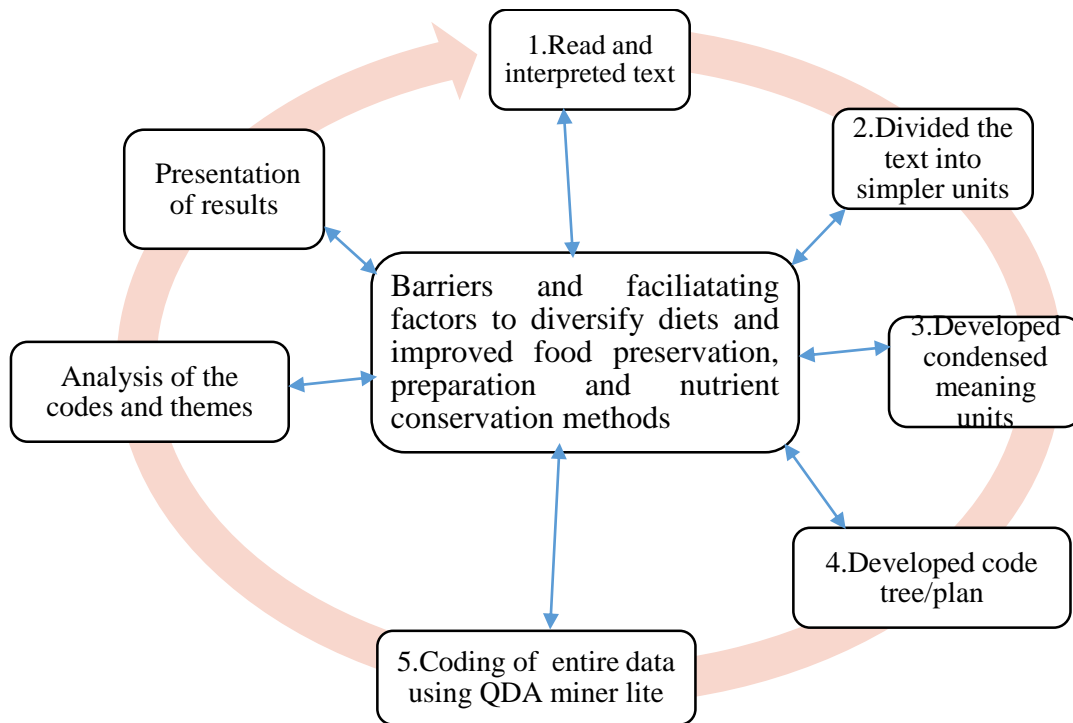 1.Read and
interpreted text
2.Divided the
text into
simpler units
3.Developed
condensed
meaning
units
4.Developed code
tree/plan
5.Coding of entire data
using QDA miner lite
Analysis of the
codes and themes
Presentation
of results
Barriers and faciliatating
factors to diversify diets and
improved food preservation,
preparation and nutrient
conservation methods